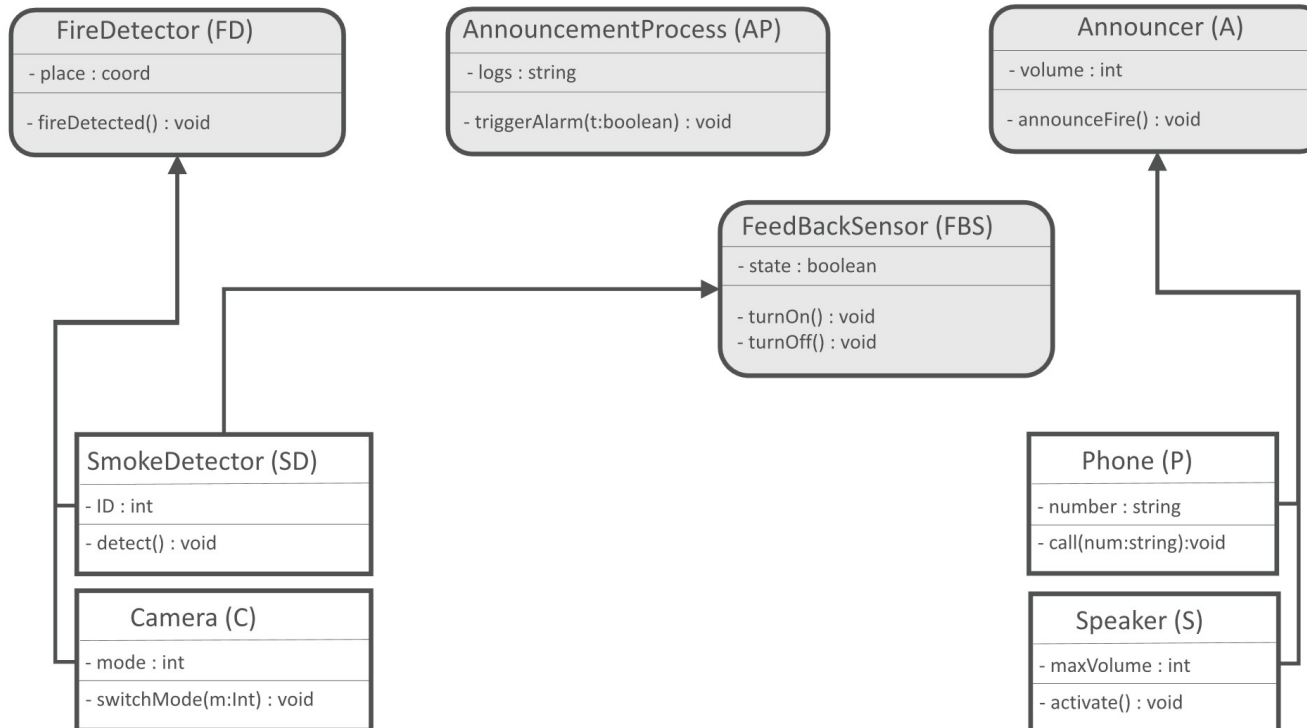 FireDetector (FD)
- place : coord
- fireDetected() : void
AnnouncementProcess (AP)
- logs : string
- triggerAlarm(t:boolean) : void
Announcer (A)
- volume : int
- announceFire() : void
FeedBackSensor (FBS)
- state : boolean
- turnOn() : void
- turnOff() : void
SmokeDetector (SD)
- ID : int
- detect() : void
Camera (C)
- mode : int
- switchMode(m:Int) : void
Phone (P)
- number : string
- call(num:string):void
Speaker (S)
- maxVolume : int
- activate() : void